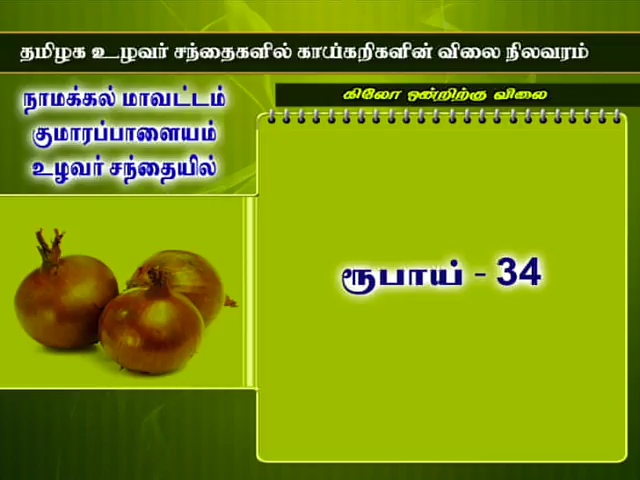 தமிழக உழவர் சந்தைகளில் காய்கறிகளின் விலை நிலவரம்
நாமக்கல் மாவட்டம்
குமாரப்பாளையம்
உழவர் சந்தையில்
கிலோ ஒன்றிற்கு விலை
ரூபாய் - 34